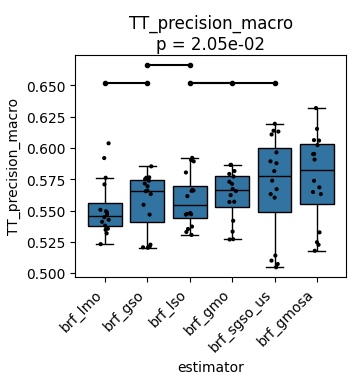 TT_precision_macro
p = 2.05e-02
TT_precision_macro
0.650
0.625
0.600
0.575
0.550
0.525
0.500
brf_lmo
brf_gso
brf_lso
brf_gmo
brf_sgso_us
brf_gmosa
estimator